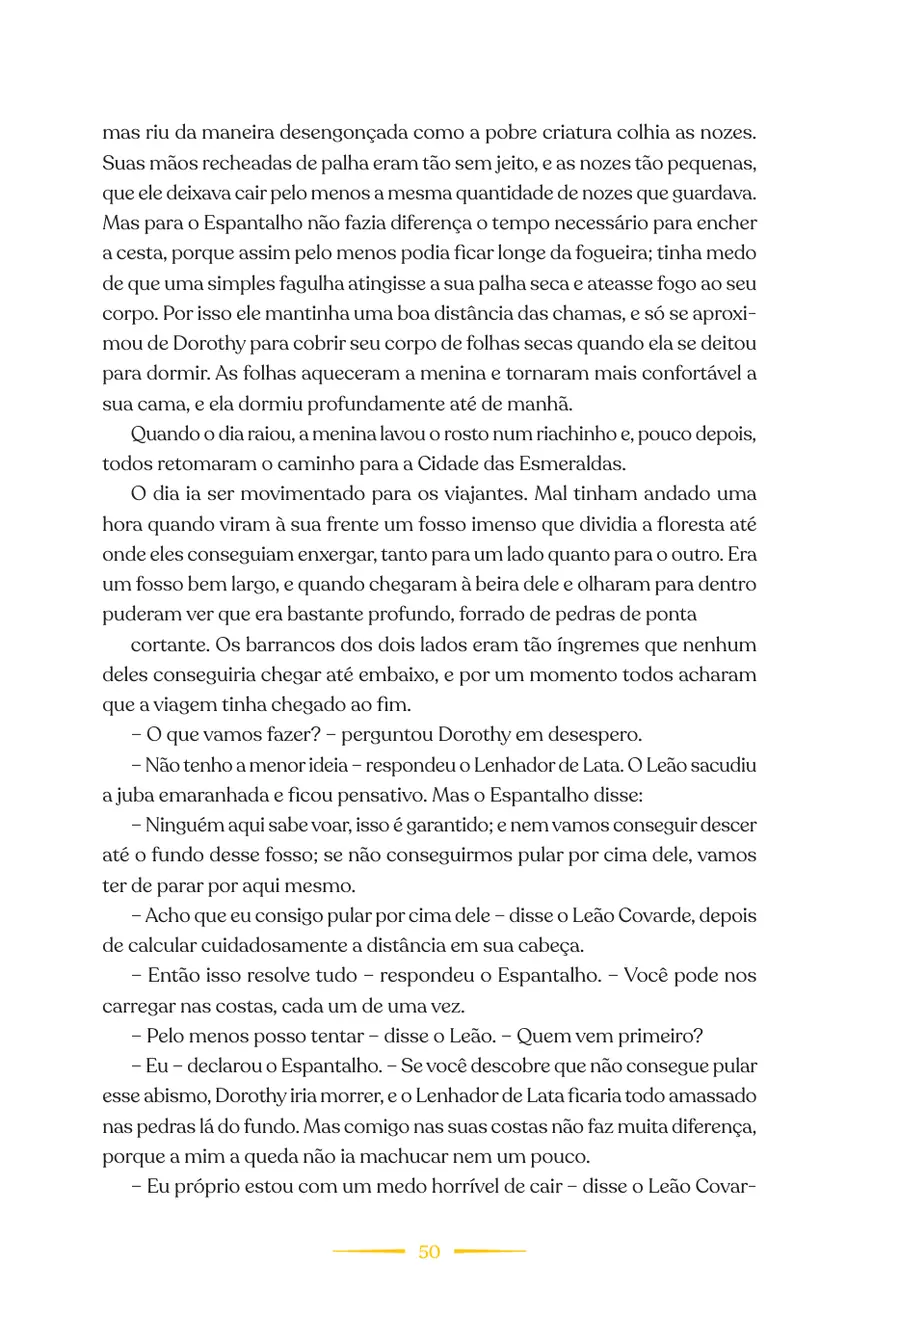 mas riu da maneira desengonçada como a pobre criatura colhia as nozes.
Suas mãos recheadas de palha eram tão sem jeito, e as nozes tão pequenas,
que ele deixava cair pelo menos a mesma quantidade de nozes que guardava.
Mas para o Espantalho não fazia diferença o tempo necessário para encher
a cesta, porque assim pelo menos podia ficar longe da fogueira; tinha medo
de que uma simples fagulha atingisse a sua palha seca e ateasse fogo ao seu
corpo. Por isso ele mantinha uma boa distância das chamas, e só se aproxi-
mou de Dorothy para cobrir seu corpo de folhas secas quando ela se deitou
para dormir. As folhas aqueceram a menina e tornaram mais confortável a
sua cama, e ela dormiu profundamente até de manhã.
Quando o dia raiou, a menina lavou o rosto num riachinho e, pouco depois,
todos retomaram o caminho para a Cidade das Esmeraldas.
O dia ia ser movimentado para os viajantes. Mal tinham andado uma
hora quando viram à sua frente um fosso imenso que dividia a floresta até
onde eles conseguiam enxergar, tanto para um lado quanto para o outro. Era
um fosso bem largo, e quando chegaram à beira dele e olharam para dentro
puderam ver que era bastante profundo, forrado de pedras de ponta
cortante. Os barrancos dos dois lados eram tão íngremes que nenhum
deles conseguiria chegar até embaixo, e por um momento todos acharam
que a viagem tinha chegado ao fim.
– O que vamos fazer? – perguntou Dorothy em desespero.
– Não tenho a menor ideia – respondeu o Lenhador de Lata. O Leão sacudiu
a juba emaranhada e ficou pensativo. Mas o Espantalho disse:
– Ninguém aqui sabe voar, isso é garantido; e nem vamos conseguir descer
até o fundo desse fosso; se não conseguirmos pular por cima dele, vamos
ter de parar por aqui mesmo.
– Acho que eu consigo pular por cima dele – disse o Leão Covarde, depois
de calcular cuidadosamente a distância em sua cabeça.
– Então isso resolve tudo – respondeu o Espantalho. – Você pode nos
carregar nas costas, cada um de uma vez.
– Pelo menos posso tentar – disse o Leão. – Quem vem primeiro?
– Eu – declarou o Espantalho. – Se você descobre que não consegue pular
esse abismo, Dorothy iria morrer, e o Lenhador de Lata ficaria todo amassado
nas pedras lá do fundo. Mas comigo nas suas costas não faz muita diferença,
porque a mim a queda não ia machucar nem um pouco.
– Eu próprio estou com um medo horrível de cair – disse o Leão Covar-
50